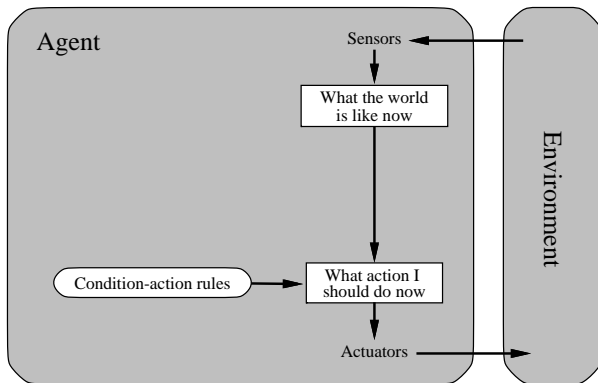 Agent
Sensors
What the world
is like now
Environment
Condition-action rules
What action I
should do now
Actuators